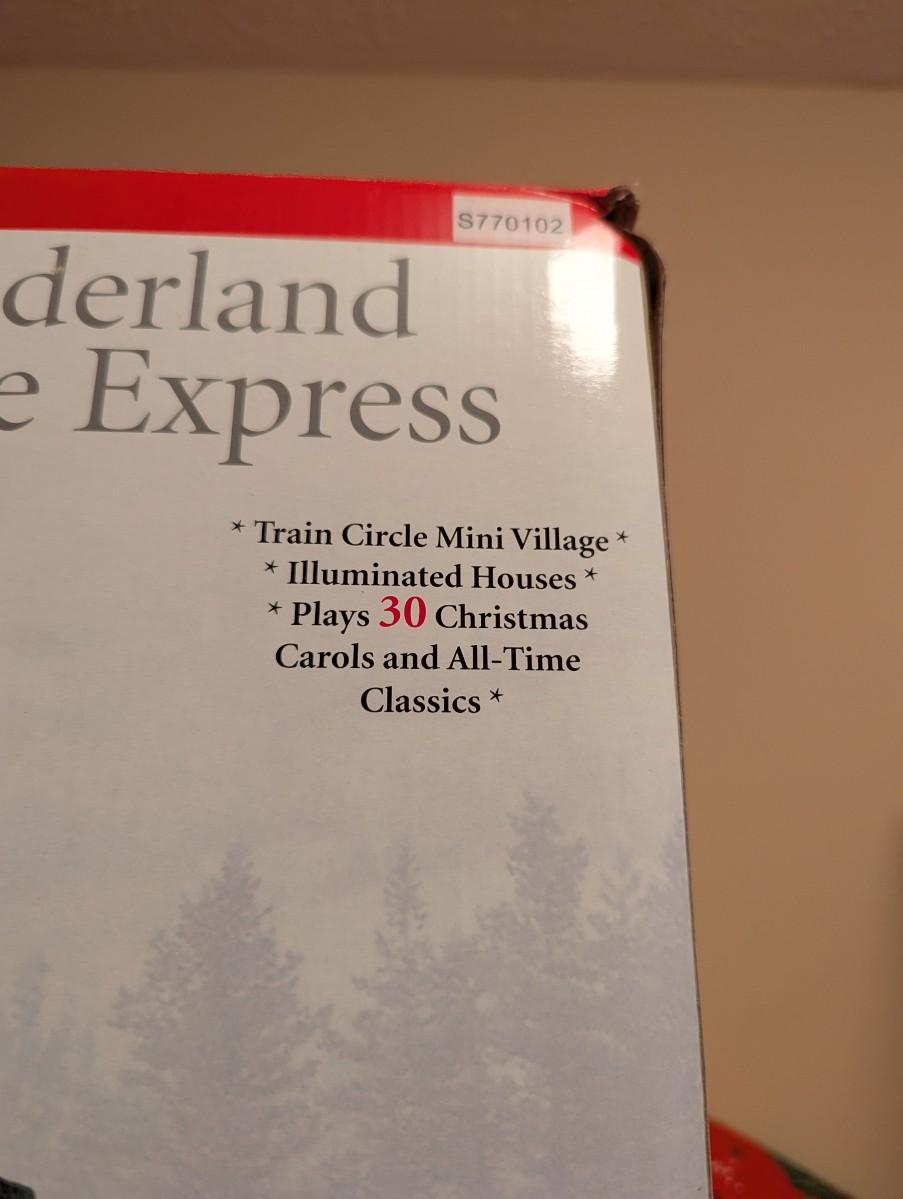 S770102
derland
e Express
* Train Circle Mini Village *
* Illuminated Houses *
* Plays 30 Christmas
Carols and All-Time
Classics *